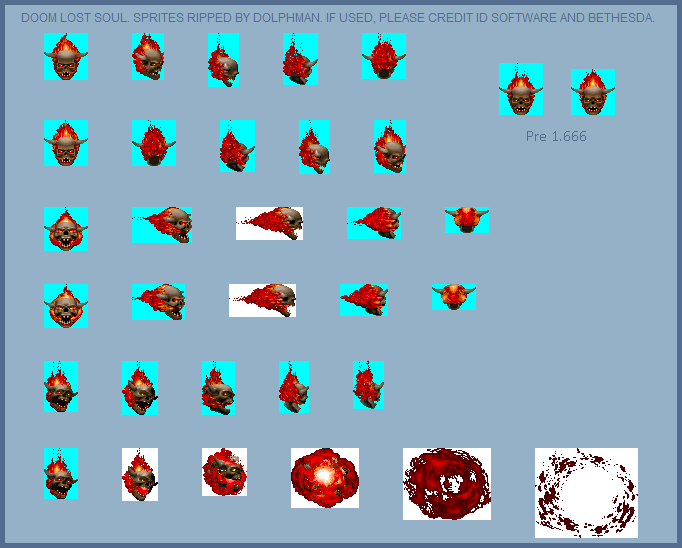 DOOM LOST SOUL. SPRITES RIPPED BY DOLPHMAN. IF USED, PLEASE CREDIT ID SOFTWARE AND BETHESDA.
Pre 1.666